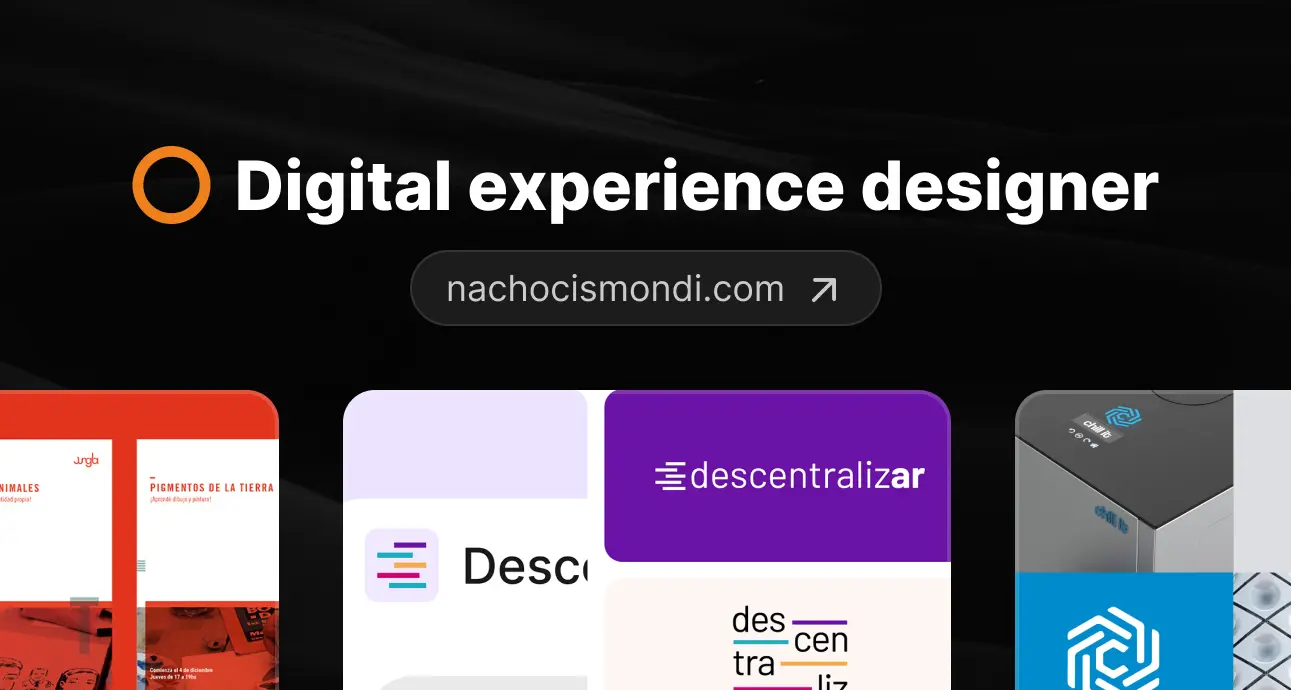 Digital experience designer
nachocismondi.com
jungla
NIMALES
tidad propia!
PIGMENTOS DE LA TIERRA
¡Aprendé dibujo y pintura!
Comienza el 4 de diciembre
Jueves de 17 a 19hs
Desce
descentralizar
des
cen
tra
liz
chill it
chill it